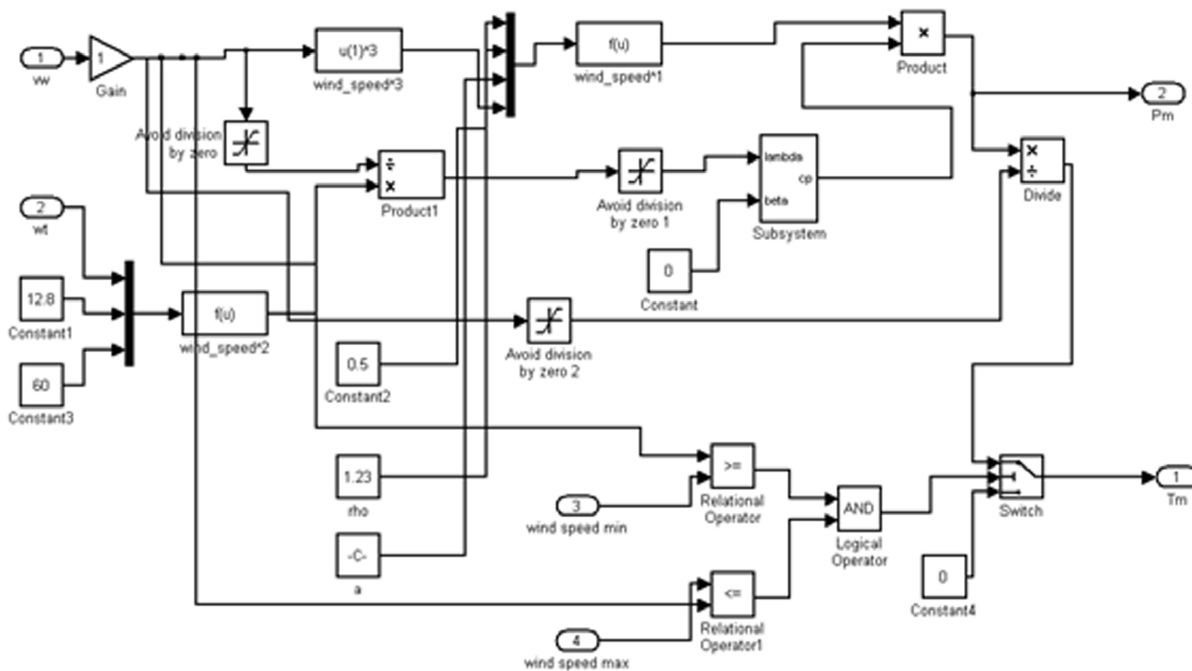 1
vw
1
Gain
u(1)^3
wind_speed^3
f(u)
wind_speed^1
×
Product
2
Pm
Avoid division
by zero
÷
×
Product1
Avoid division
by zero 1
lambda
cp
beta
Subsystem
×
÷
Divide
2
wt
0
Constant
12.8
Constant1
f(u)
wind_speed^2
Avoid division
by zero 2
60
Constant3
0.5
Constant2
1.23
rho
>=
Relational
Operator
3
wind speed min
AND
Logical
Operator
Switch
1
Tm
-C-
a
<=
Relational
Operator1
0
Constant4
4
wind speed max